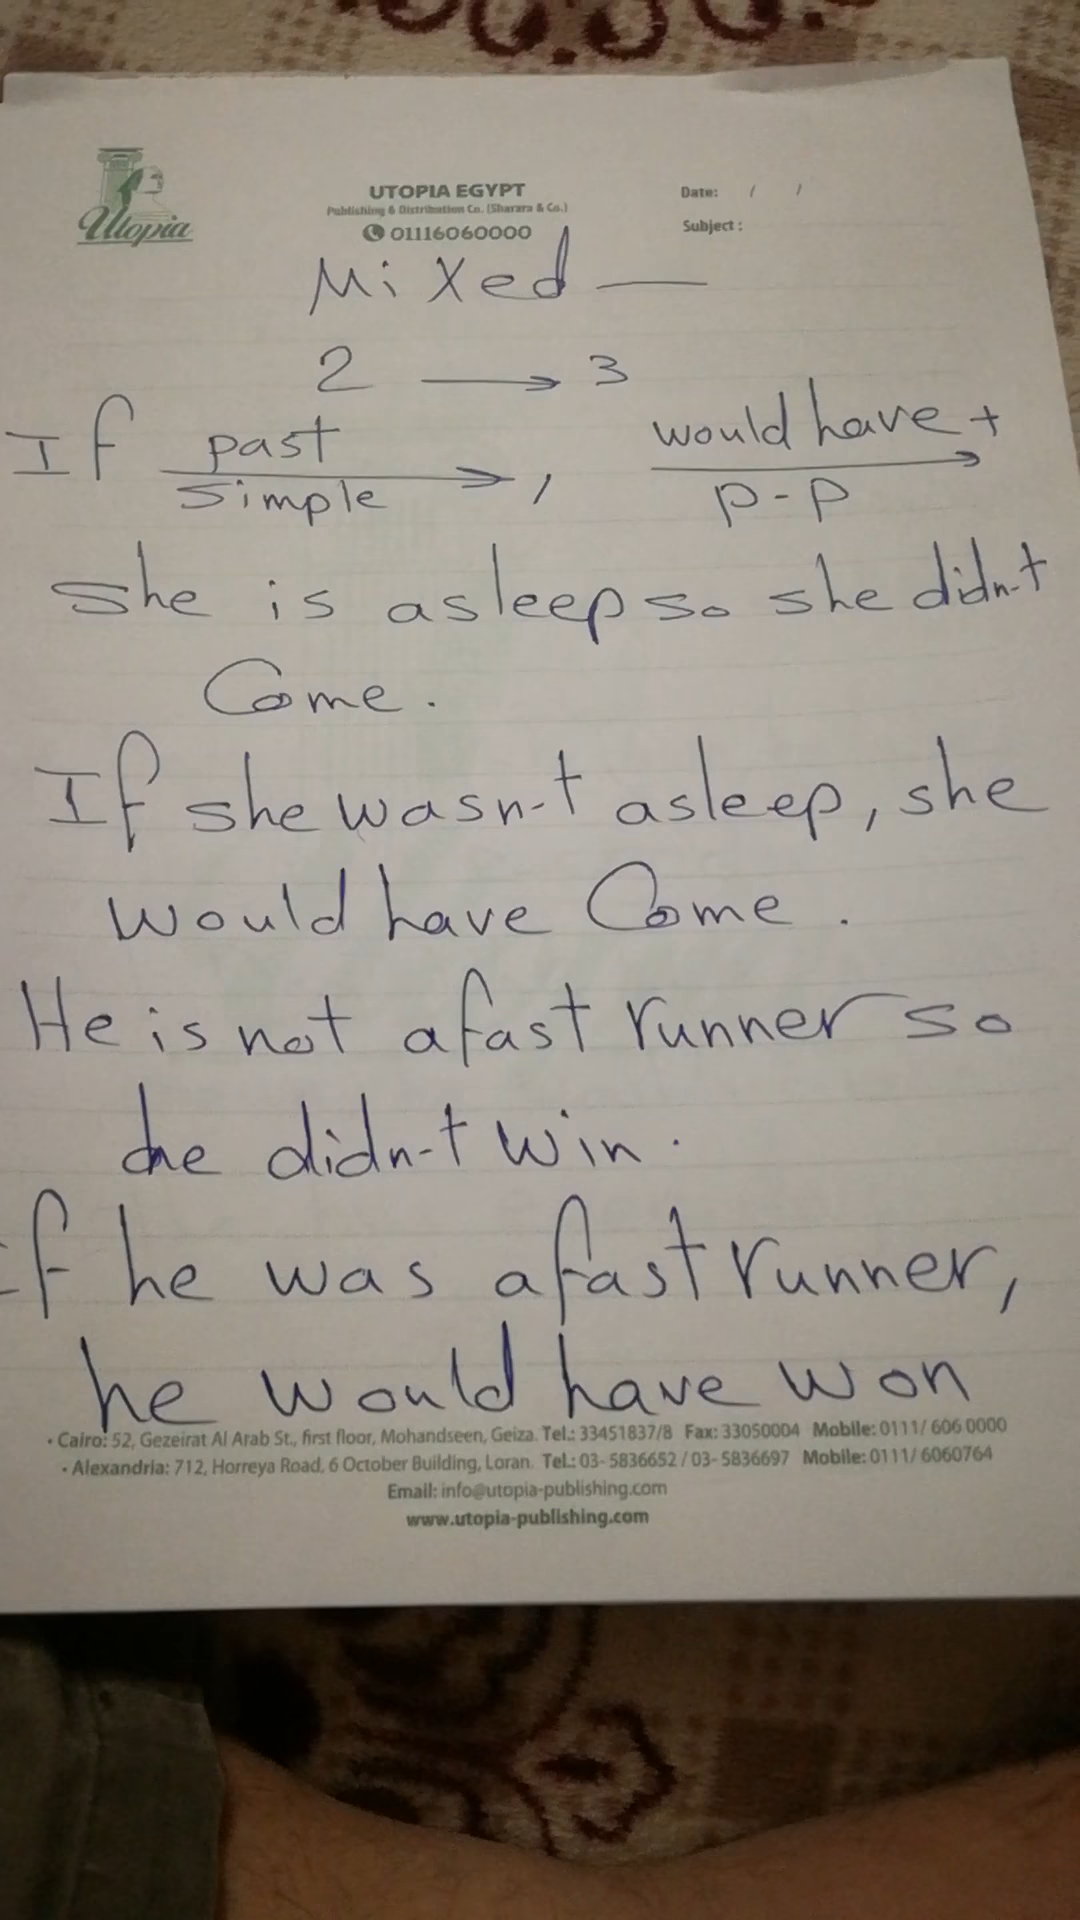 Utopia
UTOPIA EGYPT
Publishing & Distribution Co. (Sharara & Co.)
01116060000
Date: / /
Subject :
Mixed —
2 → 3
If past simple → , would have + p-p
She is asleep so she didn-t
Come.
If she wasn-t asleep, she
would have Come.
He is not a fast runner so
he didn-t win.
If he was a fast runner,
he would have won
• Cairo: 52, Gezeirat Al Arab St., first floor, Mohandseen, Geiza. Tel.: 33451837/8 Fax: 33050004 Mobile: 0111/ 606 0000
• Alexandria: 712, Horreya Road, 6 October Building, Loran. Tel.: 03- 5836652 / 03- 5836697 Mobile: 0111/ 6060764
Email: info@utopia-publishing.com
www.utopia-publishing.com